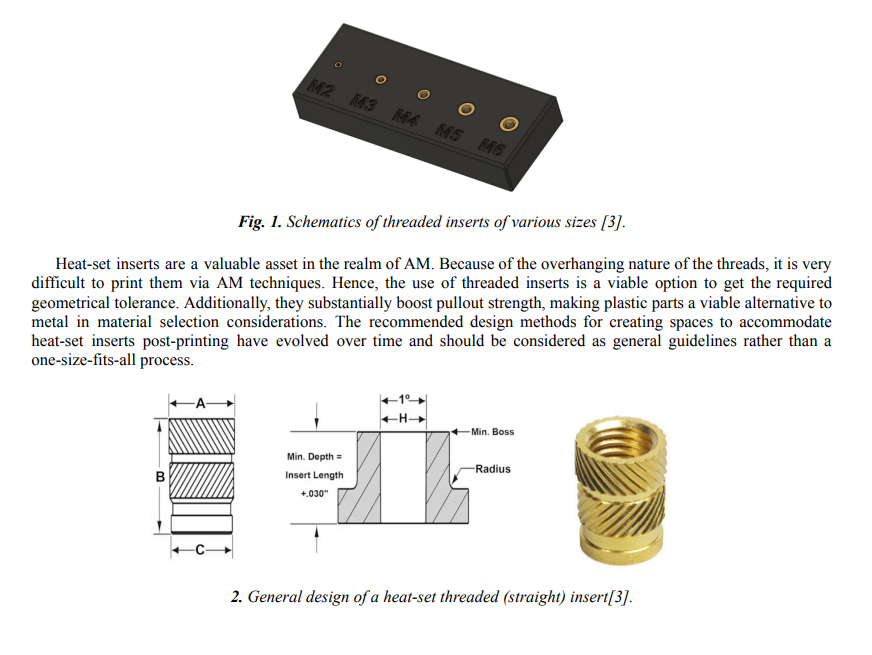 M2
M3
M4
M5
M6
Fig. 1. Schematics of threaded inserts of various sizes [3].
Heat-set inserts are a valuable asset in the realm of AM. Because of the overhanging nature of the threads, it is very
difficult to print them via AM techniques. Hence, the use of threaded inserts is a viable option to get the required
geometrical tolerance. Additionally, they substantially boost pullout strength, making plastic parts a viable alternative to
metal in material selection considerations. The recommended design methods for creating spaces to accommodate
heat-set inserts post-printing have evolved over time and should be considered as general guidelines rather than a
one-size-fits-all process.
A
B
C
1°
H
Min. Boss
Min. Depth =
Insert Length
+.030"
Radius
2. General design of a heat-set threaded (straight) insert[3].